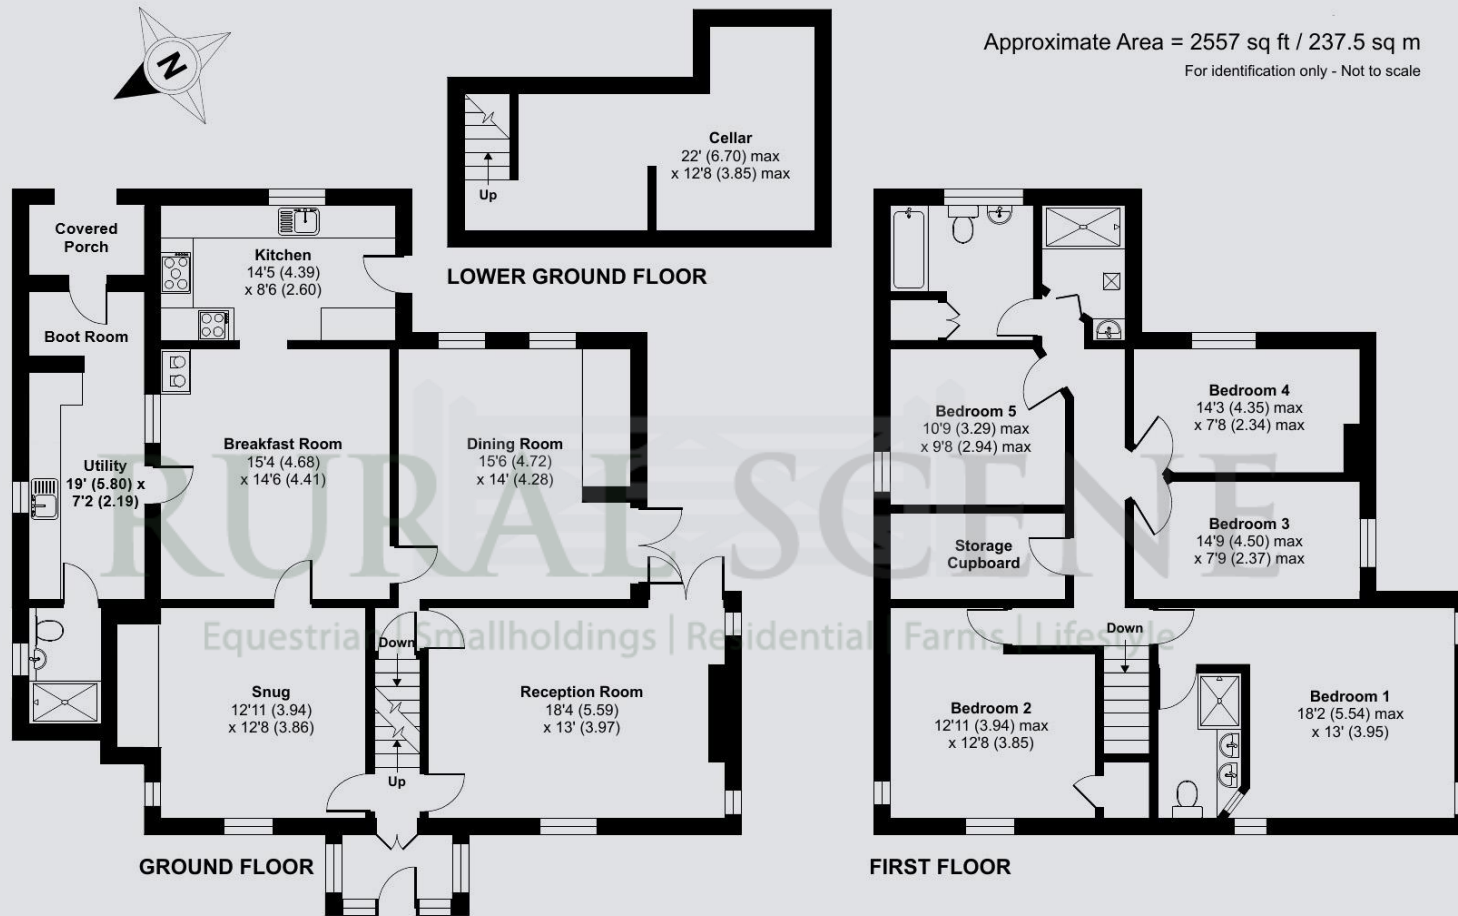 Approximate Area = 2557 sq ft / 237.5 sq m
For identification only - Not to scale
N
Cellar
22' (6.70) max
x 12'8 (3.85) max
Up
LOWER GROUND FLOOR
Covered
Porch
Kitchen
14'5 (4.39)
x 8'6 (2.60)
Boot Room
Breakfast Room
15'4 (4.68)
x 14'6 (4.41)
Dining Room
15'6 (4.72)
x 14' (4.28)
Utility
19' (5.80) x
7'2 (2.19)
Snug
12'11 (3.94)
x 12'8 (3.86)
Down
Up
Reception Room
18'4 (5.59)
x 13' (3.97)
GROUND FLOOR
Bedroom 4
14'3 (4.35) max
x 7'8 (2.34) max
Bedroom 5
10'9 (3.29) max
x 9'8 (2.94) max
Bedroom 3
14'9 (4.50) max
x 7'9 (2.37) max
Storage
Cupboard
Down
Bedroom 2
12'11 (3.94) max
x 12'8 (3.85)
Bedroom 1
18'2 (5.54) max
x 13' (3.95)
FIRST FLOOR
RURAL SCENE
Equestrian | Smallholdings | Residential | Farms | Lifestyle